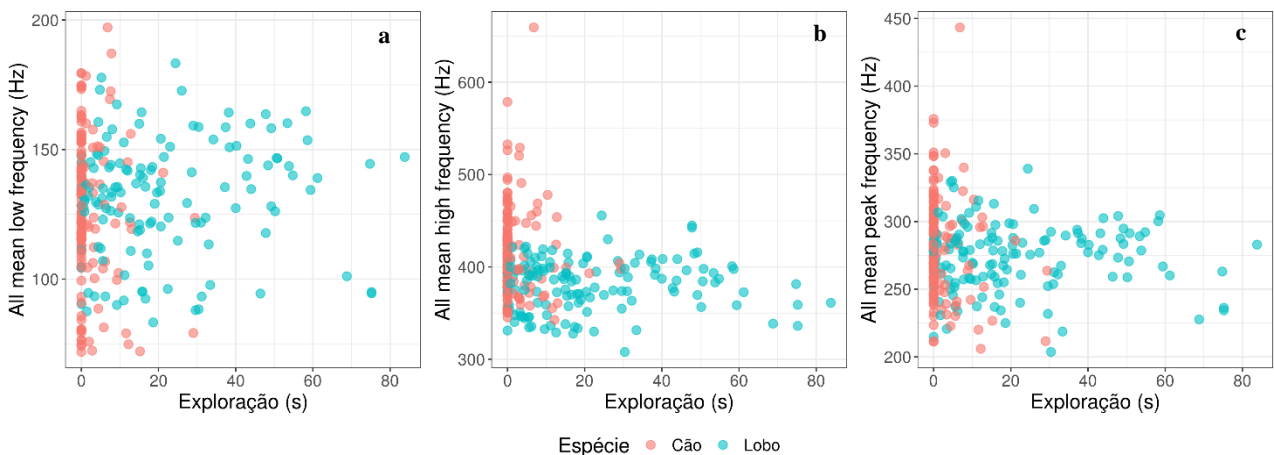 a
200
150
100
All mean low frequency (Hz)
0 20 40 60 80
Exploração (s)
b
600
500
400
300
All mean high frequency (Hz)
0 20 40 60 80
Exploração (s)
c
450
400
350
300
250
200
All mean peak frequency (Hz)
0 20 40 60 80
Exploração (s)
Espécie Cão Lobo